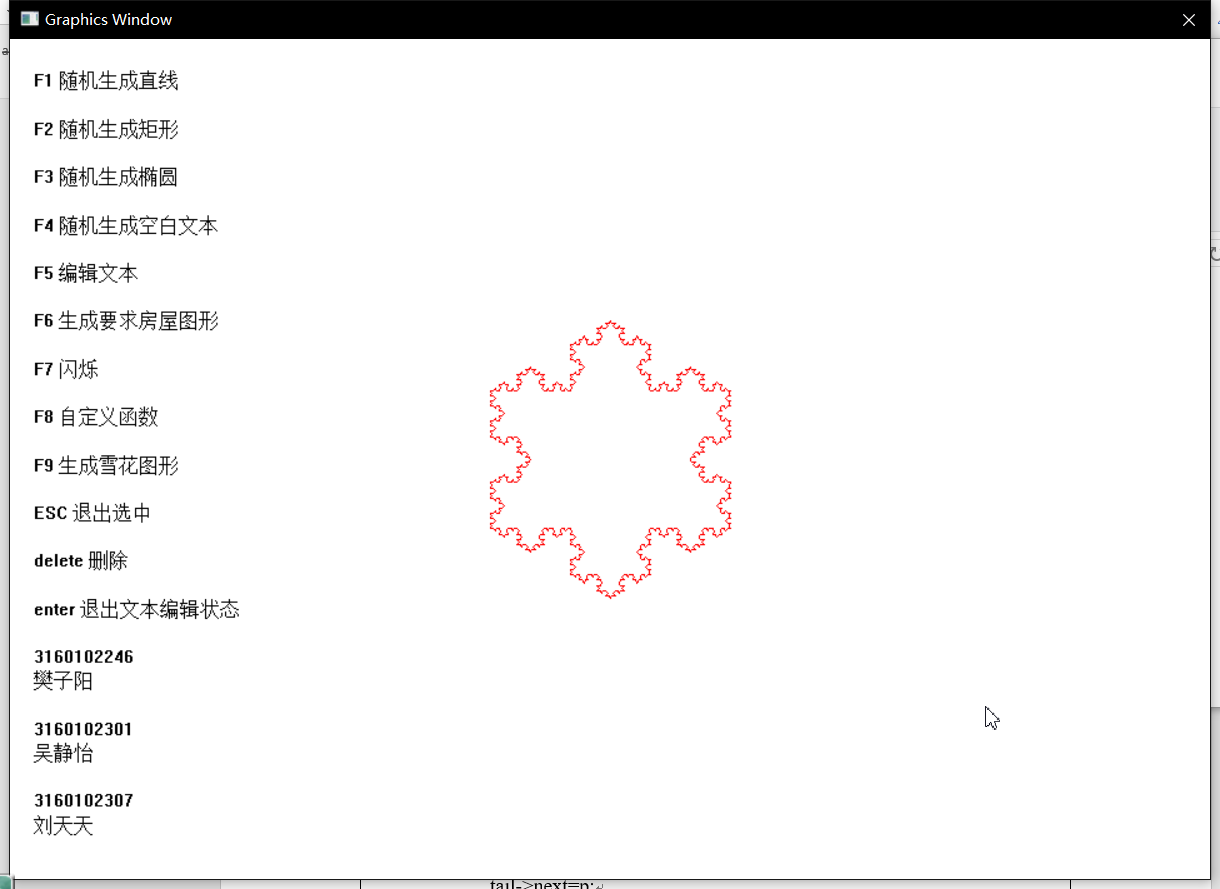 Graphics Window
F1 随机生成直线
F2 随机生成矩形
F3 随机生成椭圆
F4 随机生成空白文本
F5 编辑文本
F6 生成要求房屋图形
F7 闪烁
F8 自定义函数
F9 生成雪花图形
ESC 退出选中
delete 删除
enter 退出文本编辑状态
3160102246
樊子阳
3160102301
吴静怡
3160102307
刘天天
tail->next=p;